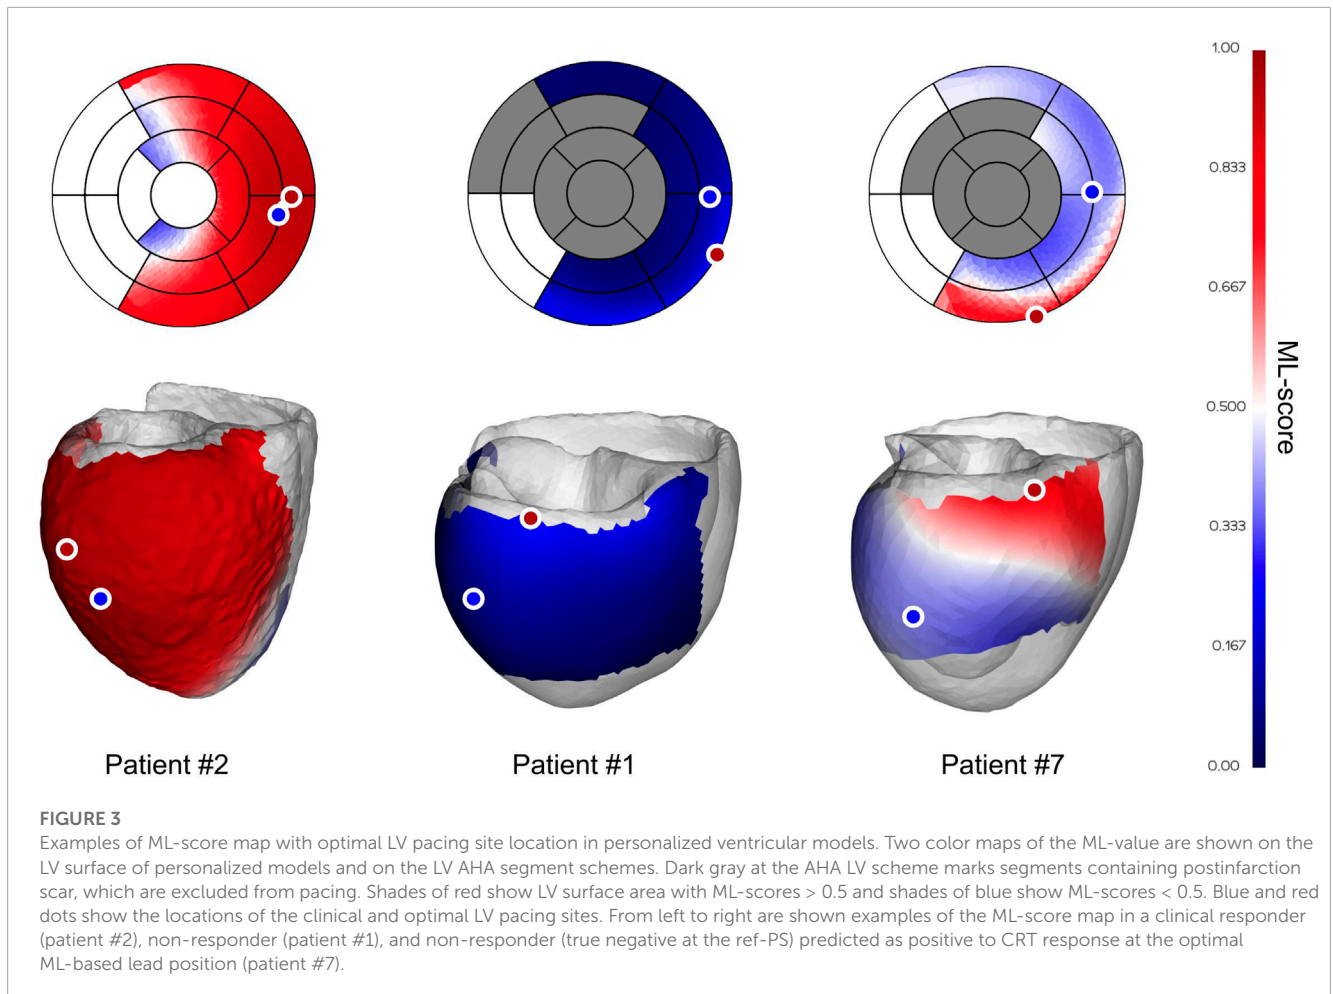 1.00
0.833
0.667
0.500
0.333
0.167
0.00
ML-score
Patient #2
Patient #1
Patient #7
FIGURE 3
Examples of ML-score map with optimal LV pacing site location in personalized ventricular models. Two color maps of the ML-value are shown on the
LV surface of personalized models and on the LV AHA segment schemes. Dark gray at the AHA LV scheme marks segments containing postinfarction
scar, which are excluded from pacing. Shades of red show LV surface area with ML-scores > 0.5 and shades of blue show ML-scores < 0.5. Blue and red
dots show the locations of the clinical and optimal LV pacing sites. From left to right are shown examples of the ML-score map in a clinical responder
(patient #2), non-responder (patient #1), and non-responder (true negative at the ref-PS) predicted as positive to CRT response at the optimal
ML-based lead position (patient #7).